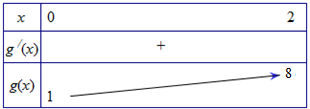 x 0 2
g′(x) +
8
g(x)
1